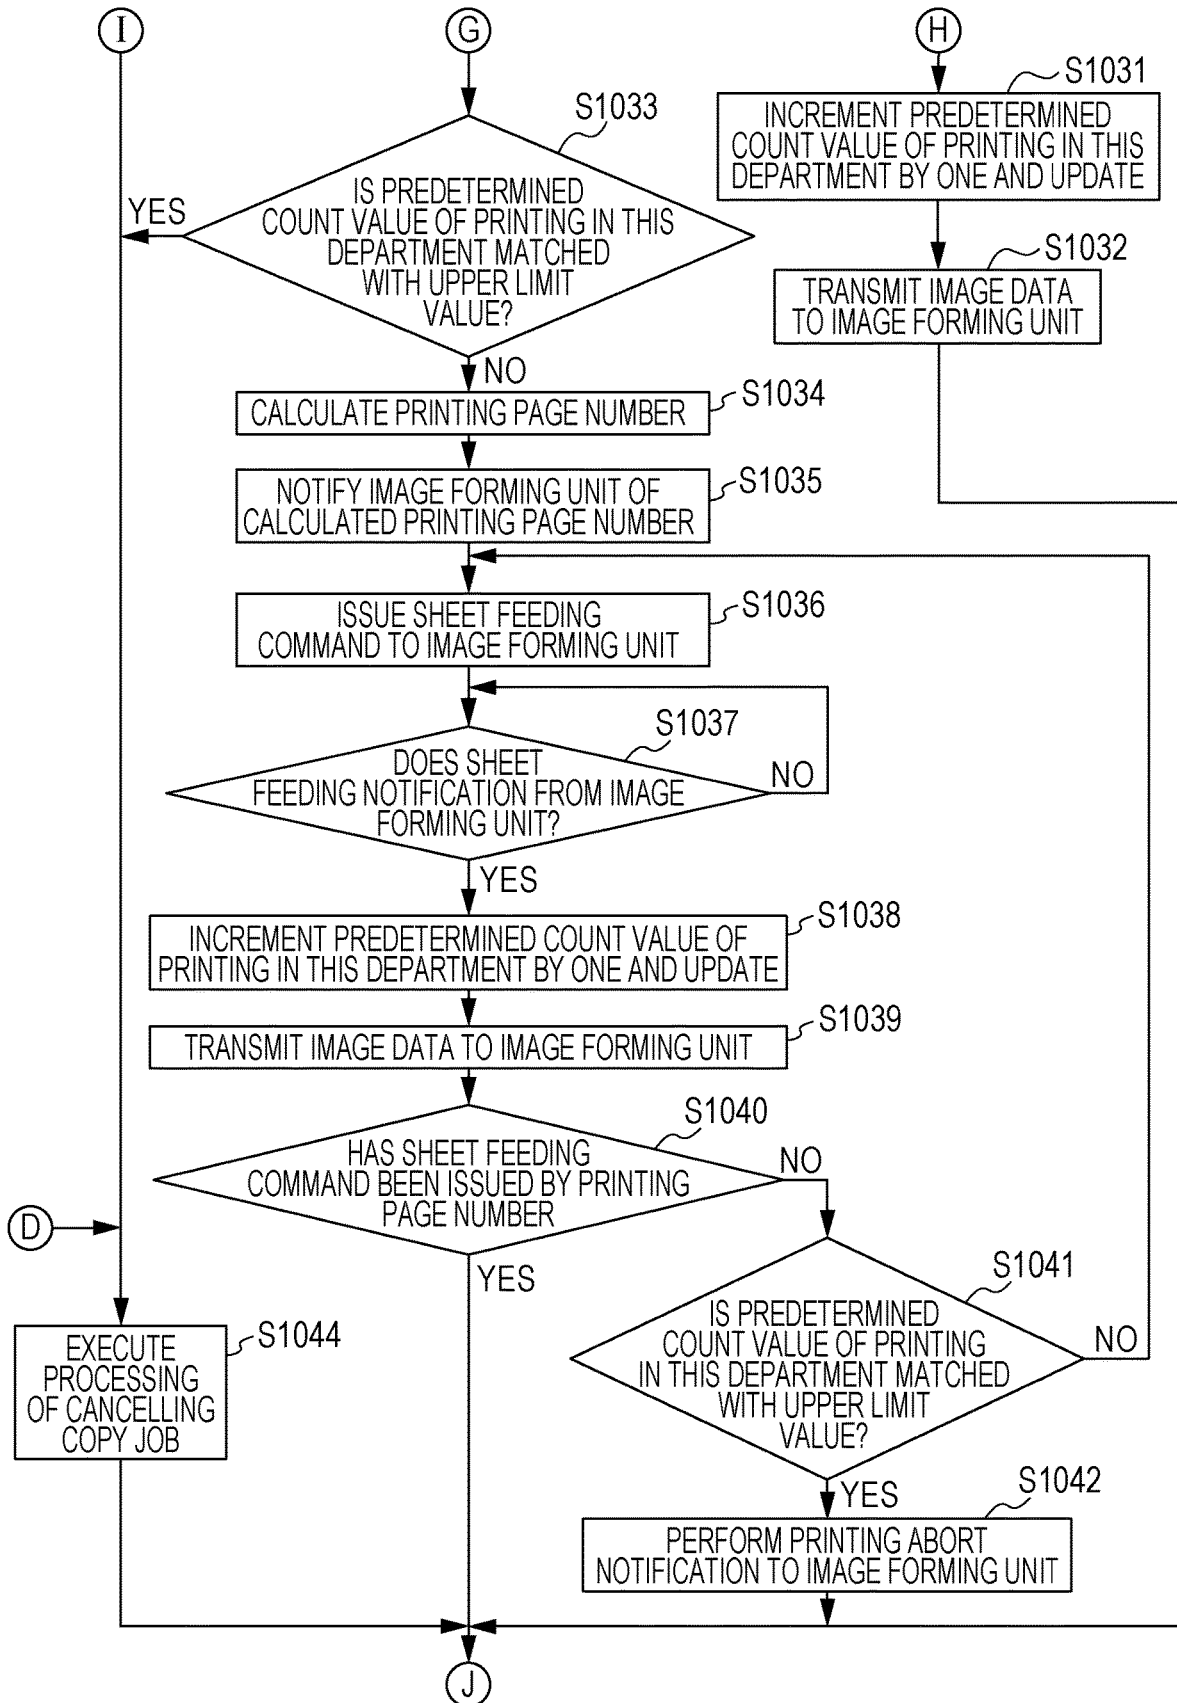 I
G
H
S1031
INCREMENT PREDETERMINED
COUNT VALUE OF PRINTING IN THIS
DEPARTMENT BY ONE AND UPDATE
S1032
TRANSMIT IMAGE DATA
TO IMAGE FORMING UNIT
S1033
IS PREDETERMINED
COUNT VALUE OF PRINTING IN THIS
DEPARTMENT MATCHED
WITH UPPER LIMIT
VALUE?
YES
NO
S1034
CALCULATE PRINTING PAGE NUMBER
S1035
NOTIFY IMAGE FORMING UNIT OF
CALCULATED PRINTING PAGE NUMBER
S1036
ISSUE SHEET FEEDING
COMMAND TO IMAGE FORMING UNIT
S1037
DOES SHEET
FEEDING NOTIFICATION FROM IMAGE
FORMING UNIT?
NO
YES
S1038
INCREMENT PREDETERMINED COUNT VALUE OF
PRINTING IN THIS DEPARTMENT BY ONE AND UPDATE
S1039
TRANSMIT IMAGE DATA TO IMAGE FORMING UNIT
S1040
HAS SHEET FEEDING
COMMAND BEEN ISSUED BY PRINTING
PAGE NUMBER
NO
YES
D
S1041
IS PREDETERMINED
COUNT VALUE OF PRINTING
IN THIS DEPARTMENT MATCHED
WITH UPPER LIMIT
VALUE?
NO
YES
S1044
EXECUTE
PROCESSING
OF CANCELLING
COPY JOB
S1042
PERFORM PRINTING ABORT
NOTIFICATION TO IMAGE FORMING UNIT
J